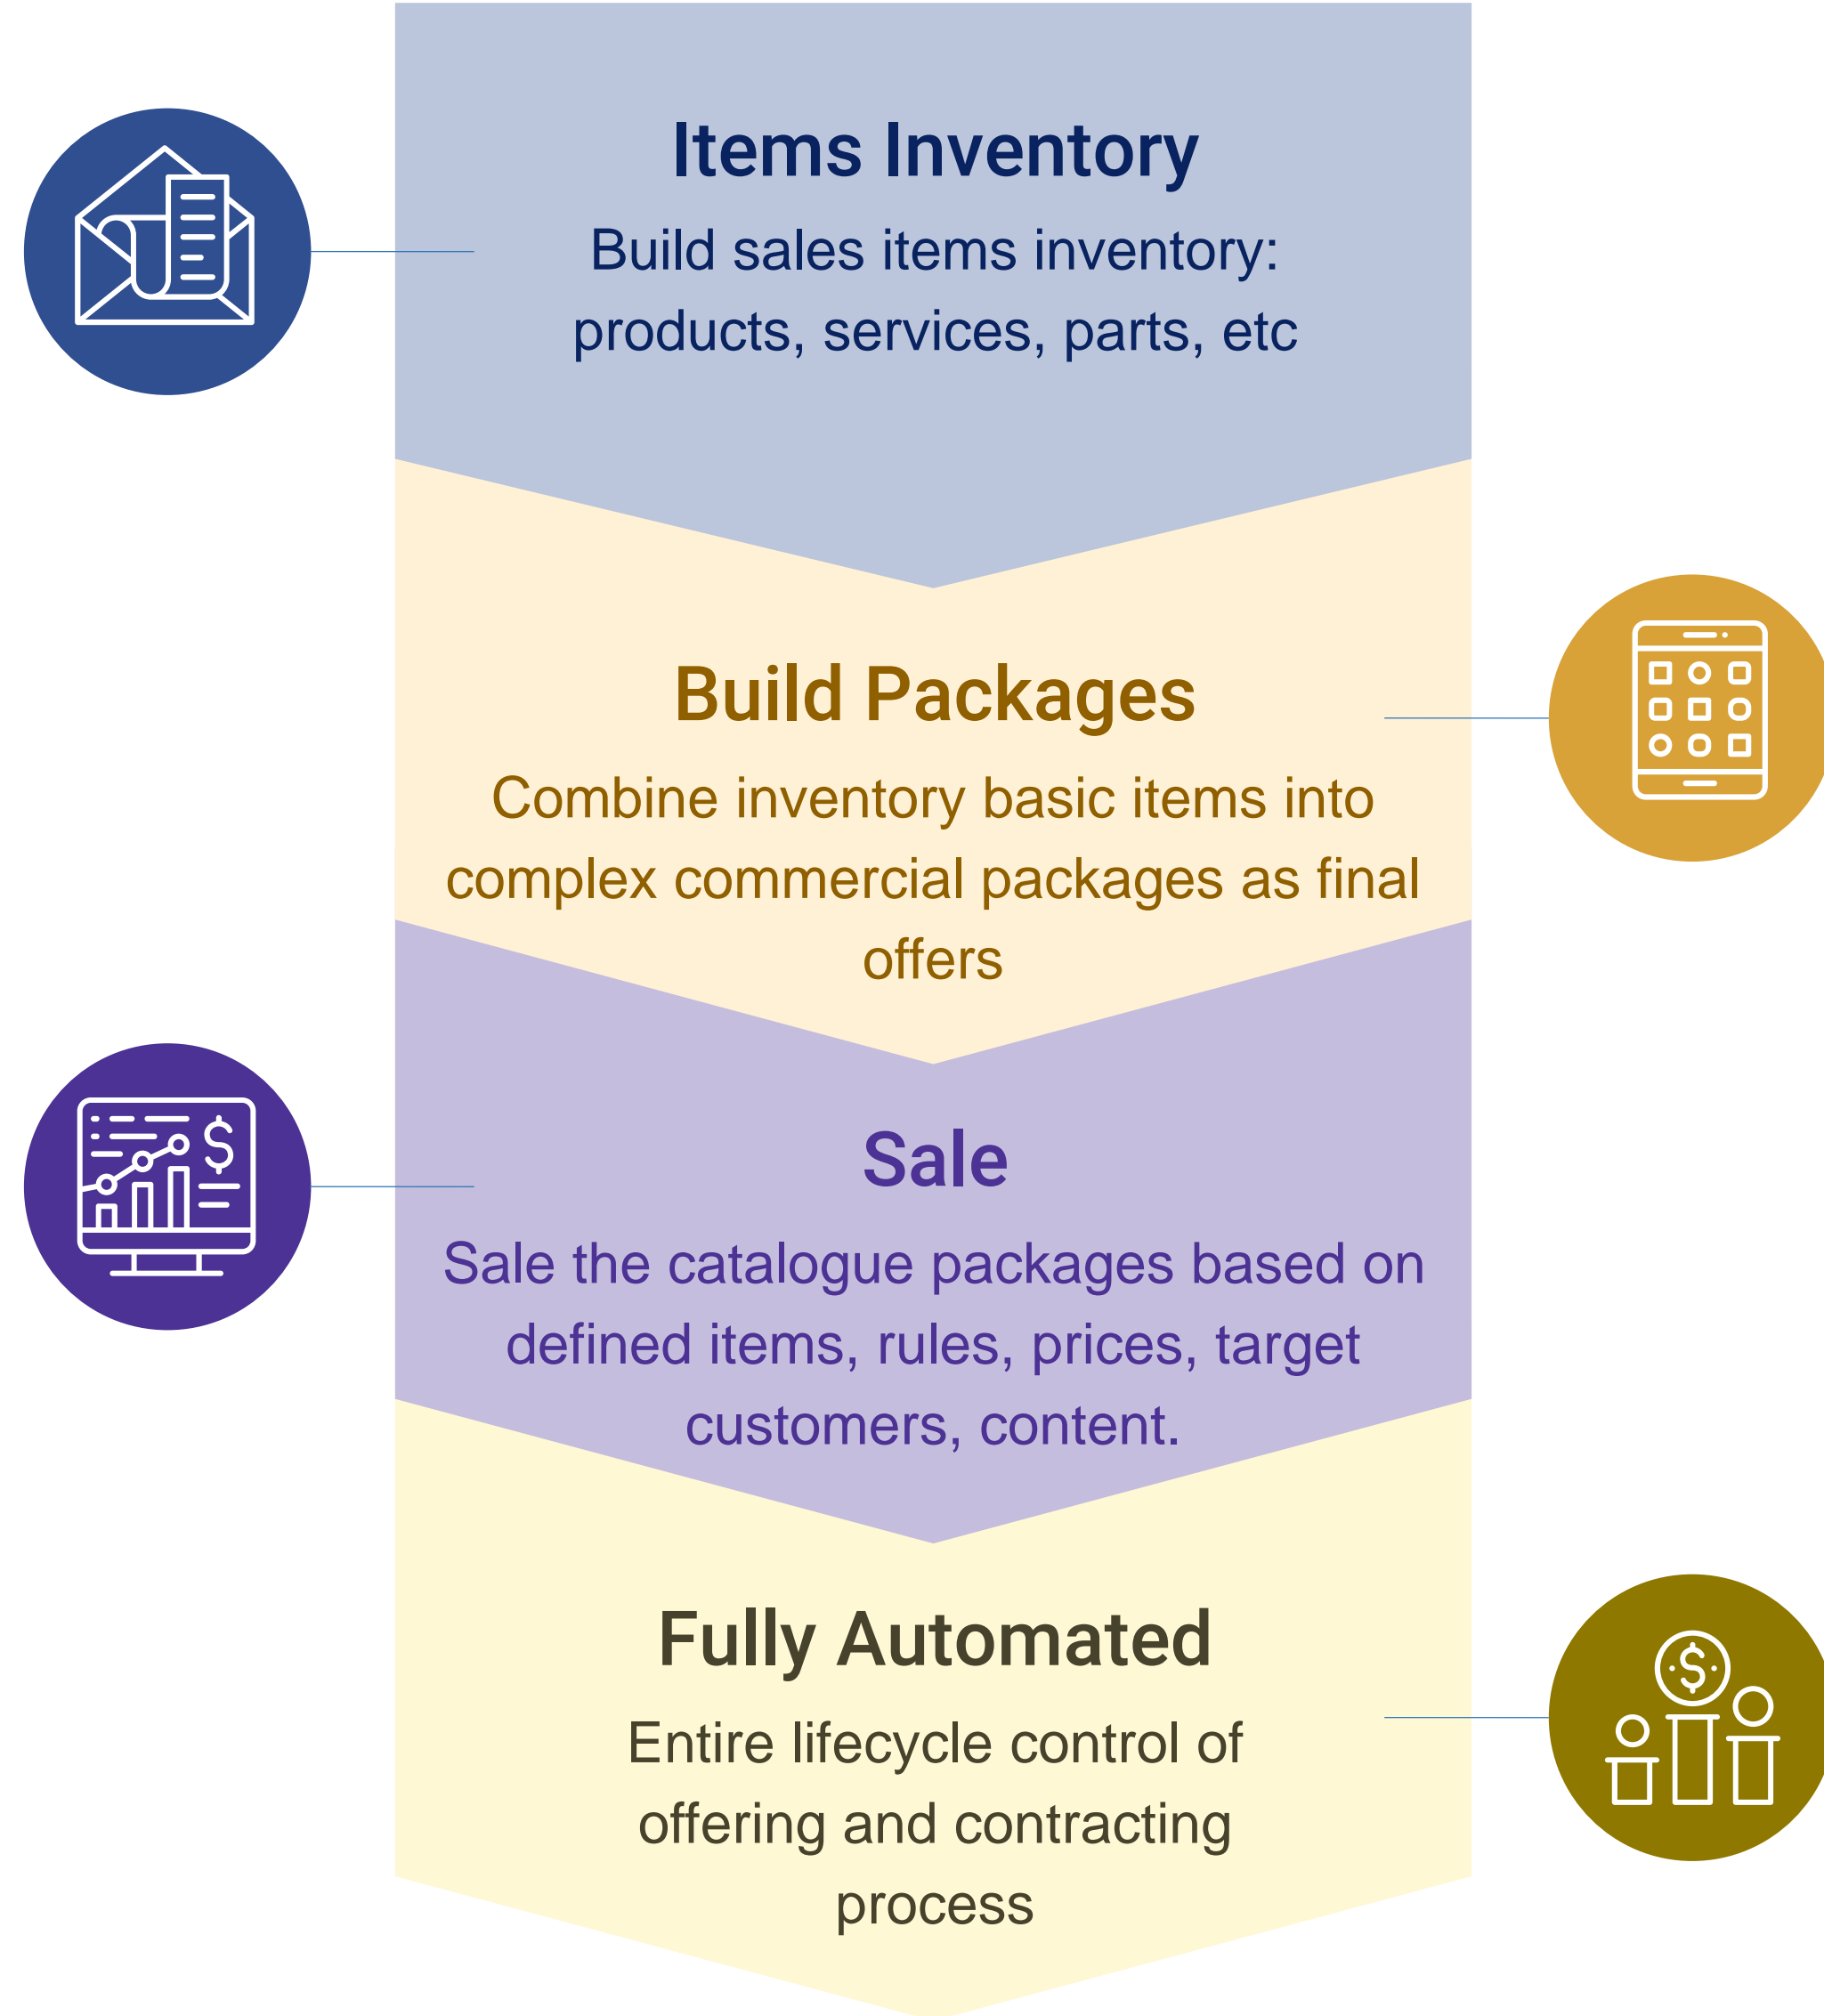 Items Inventory
Build sales items inventory:
products, services, parts, etc
Build Packages
Combine inventory basic items into
complex commercial packages as final
offers
Sale
Sale the catalogue packages based on
defined items, rules, prices, target
customers, content.
Fully Automated
Entire lifecycle control of
offering and contracting
process